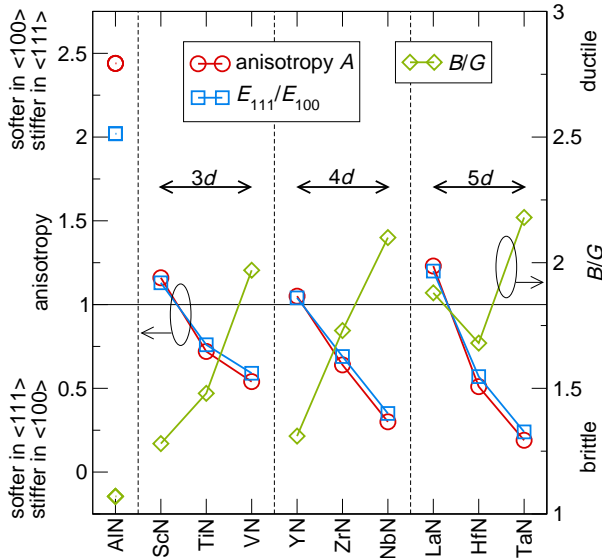 softer in <100>
stiffer in <111>
anisotropy
softer in <111>
stiffer in <100>
2.5
2
1.5
1
0.5
0
anisotropy A
E111/E100
B/G
3d
4d
5d
3
2.5
2
1.5
1
ductile
B/G
brittle
AlN
ScN
TiN
VN
YN
ZrN
NbN
LaN
HfN
TaN